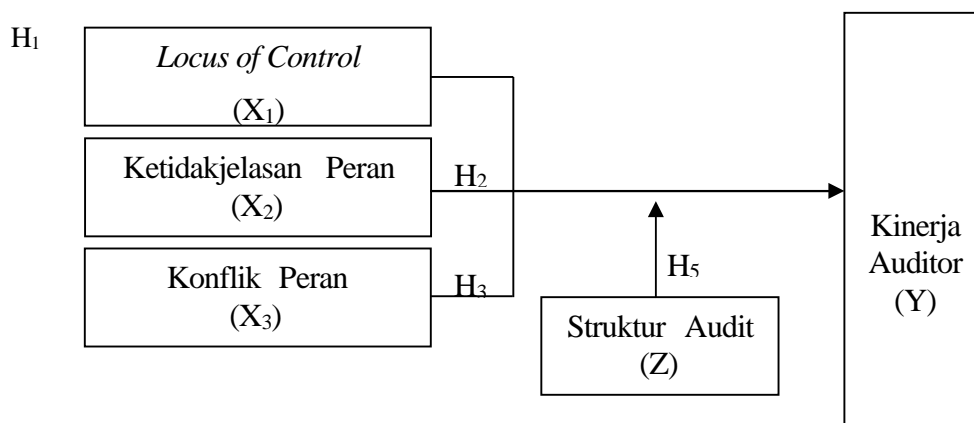 H1
Locus of Control
(X1)
Ketidakjelasan Peran
(X2)
H2
Konflik Peran
(X3)
H3
H5
Struktur Audit
(Z)
Kinerja
Auditor
(Y)